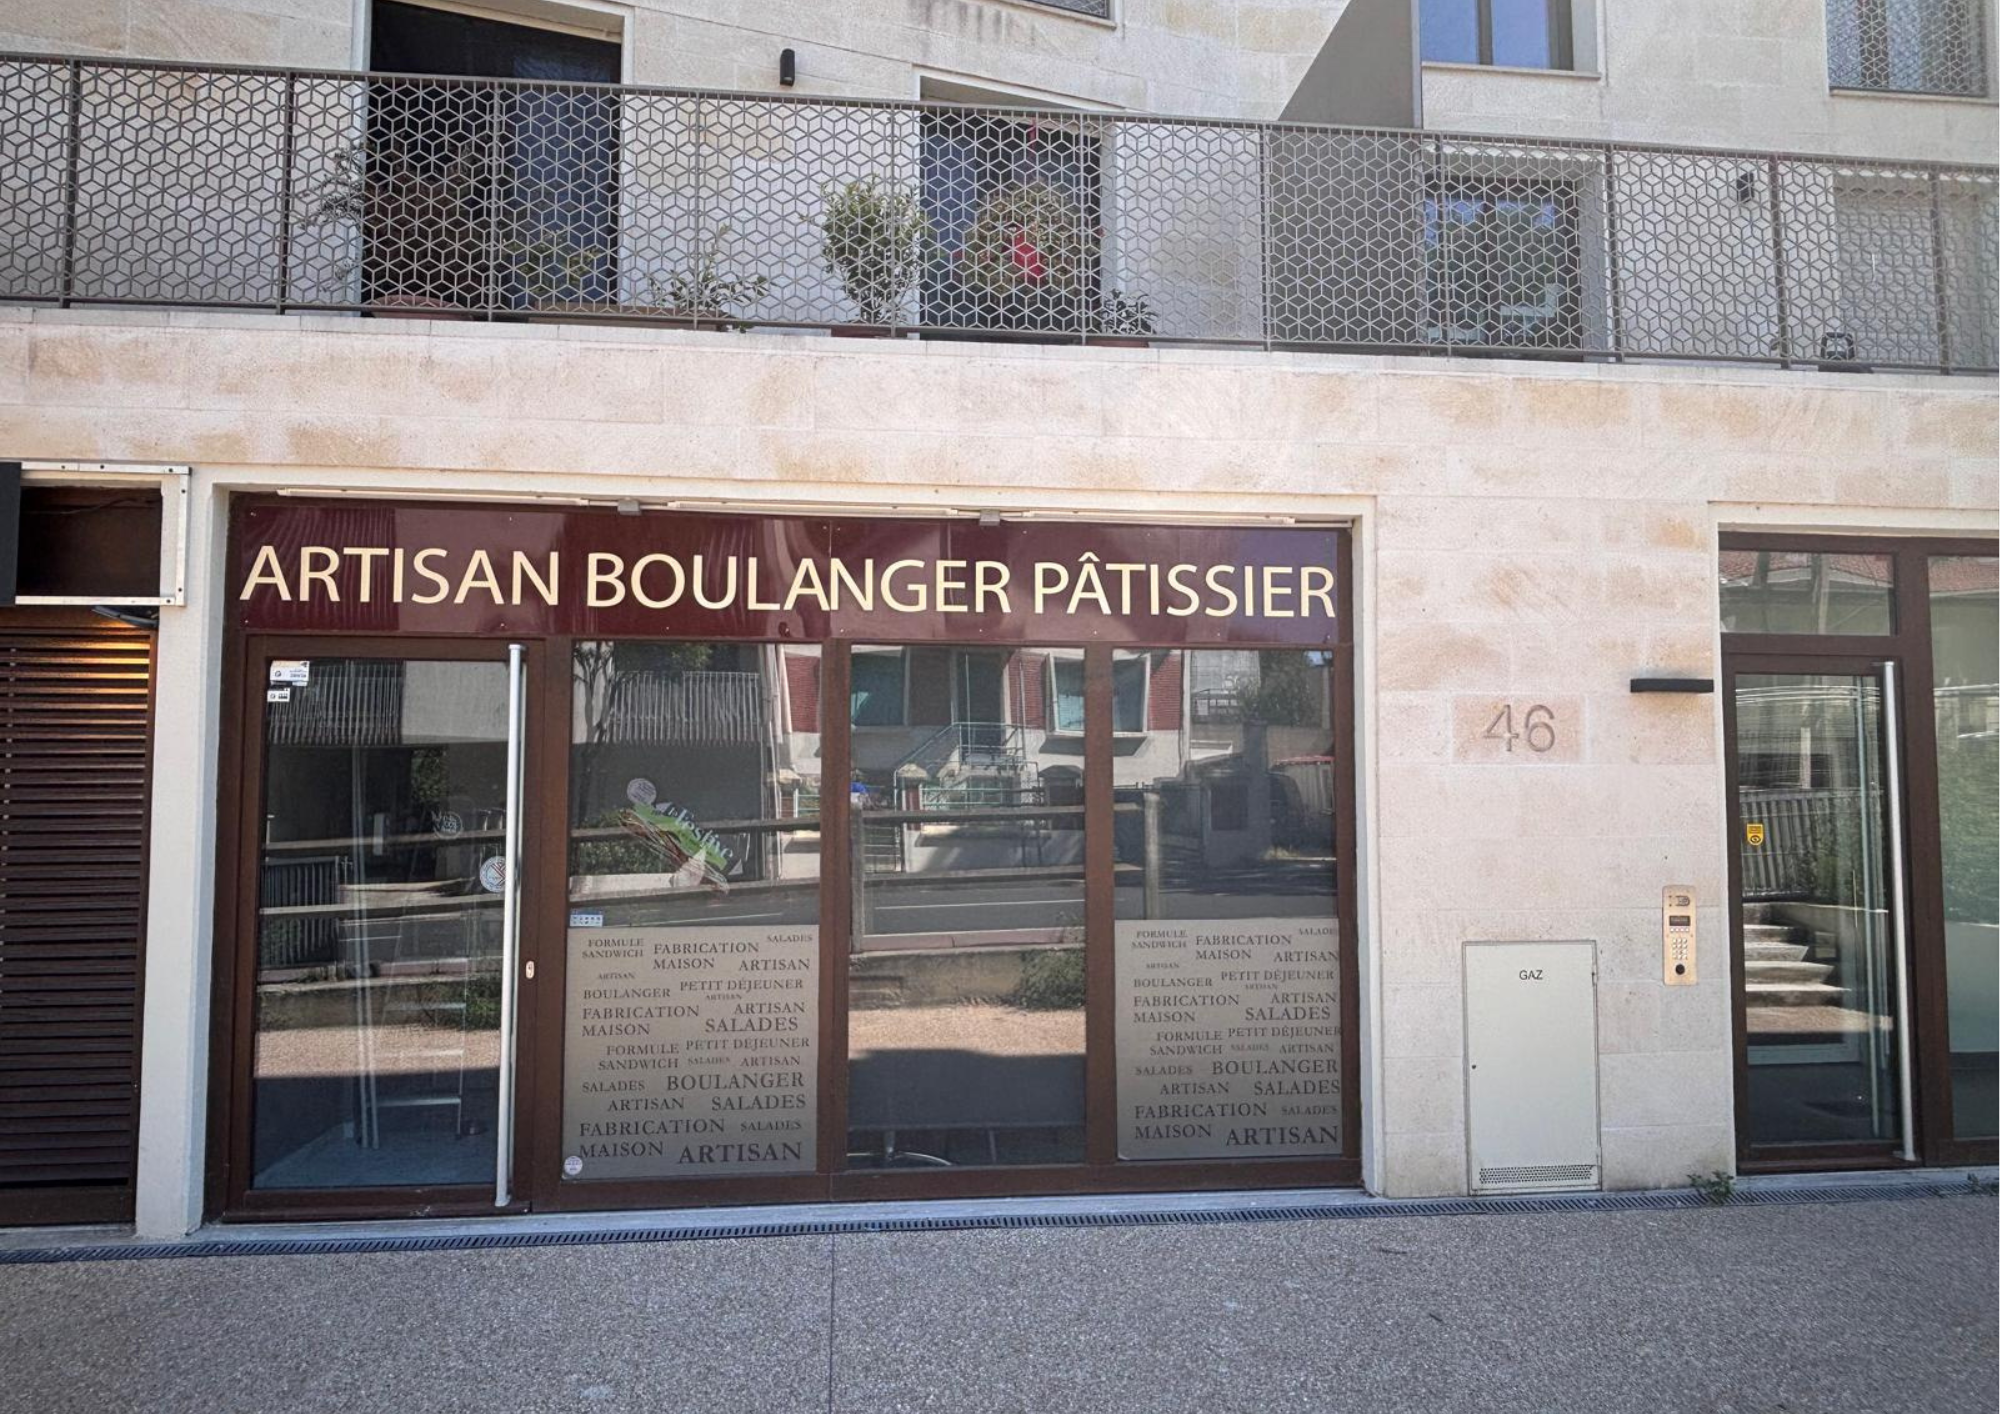 ARTISAN BOULANGER PÂTISSIER
46
GAZ
la festive
FORMULE SANDWICH FABRICATION MAISON SALADES
ARTISAN
ARTISAN
BOULANGER PETIT DÉJEUNER
ARTISAN
FABRICATION MAISON ARTISAN
SALADES
FORMULE SANDWICH PETIT DÉJEUNER
SALADES ARTISAN
SALADES BOULANGER
ARTISAN SALADES
FABRICATION MAISON SALADES
ARTISAN
FORMULE SANDWICH FABRICATION MAISON SALADES
ARTISAN
ARTISAN
BOULANGER PETIT DÉJEUNER
ARTISAN
FABRICATION MAISON ARTISAN
SALADES
FORMULE SANDWICH PETIT DÉJEUNER
SALADES ARTISAN
SALADES BOULANGER
ARTISAN SALADES
FABRICATION MAISON SALADES
ARTISAN